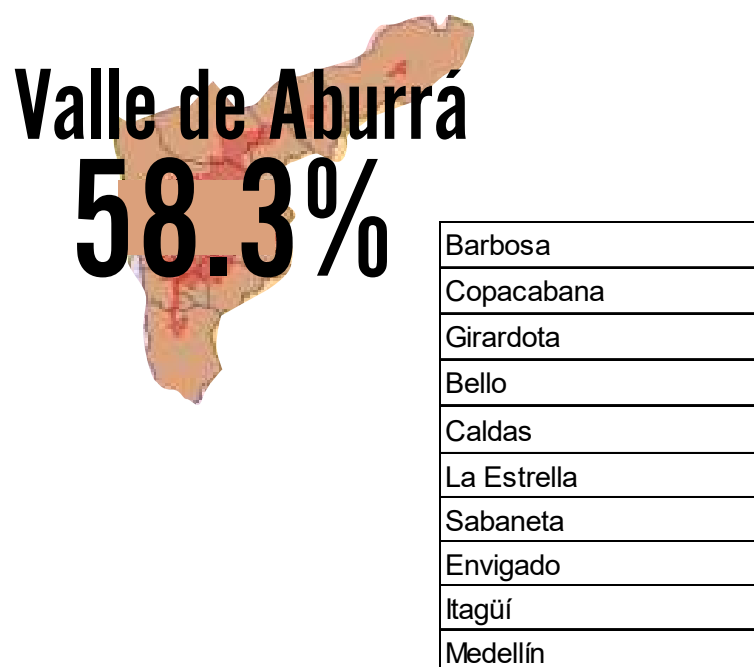 Valle de Aburrá
58.3%
Barbosa
Copacabana
Girardota
Bello
Caldas
La Estrella
Sabaneta
Envigado
Itagüí
Medellín